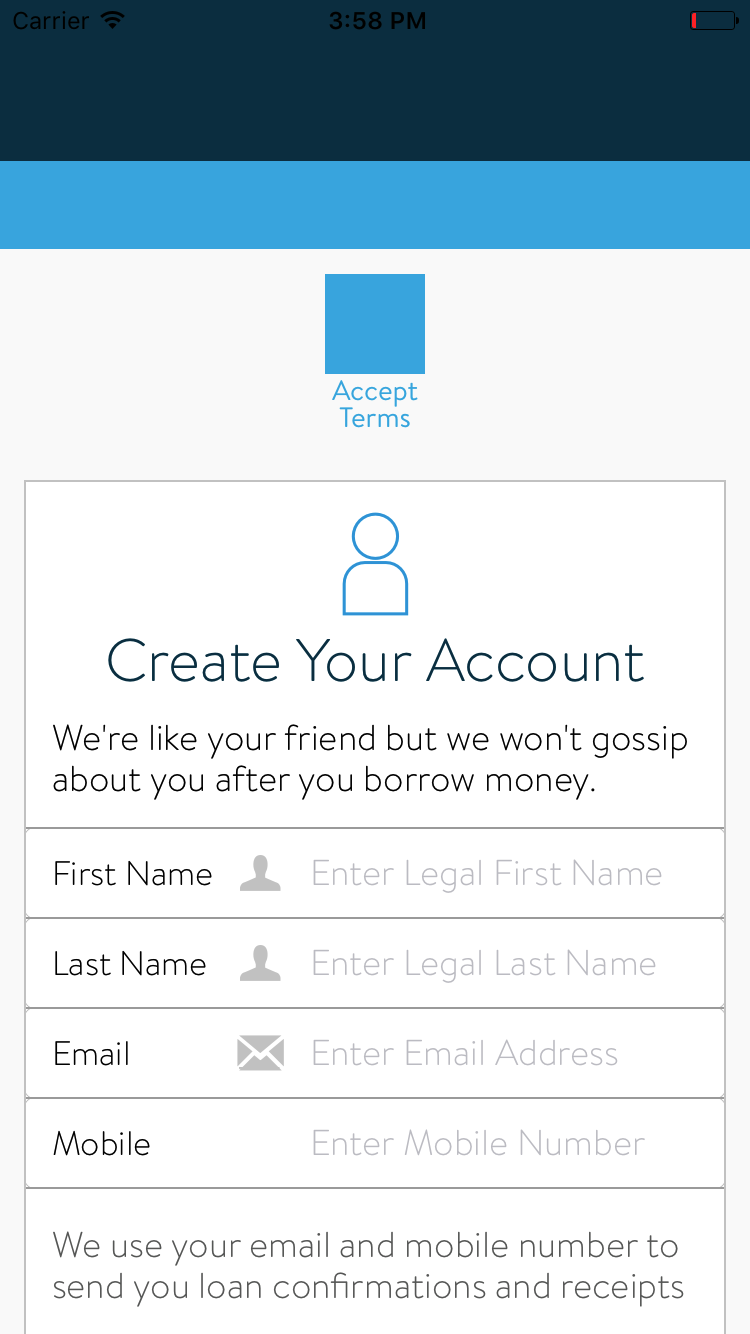 Carrier 3:58 PM
Accept
Terms
Create Your Account
We're like your friend but we won't gossip
about you after you borrow money.
First Name Enter Legal First Name
Last Name Enter Legal Last Name
Email Enter Email Address
Mobile Enter Mobile Number
We use your email and mobile number to
send you loan confirmations and receipts